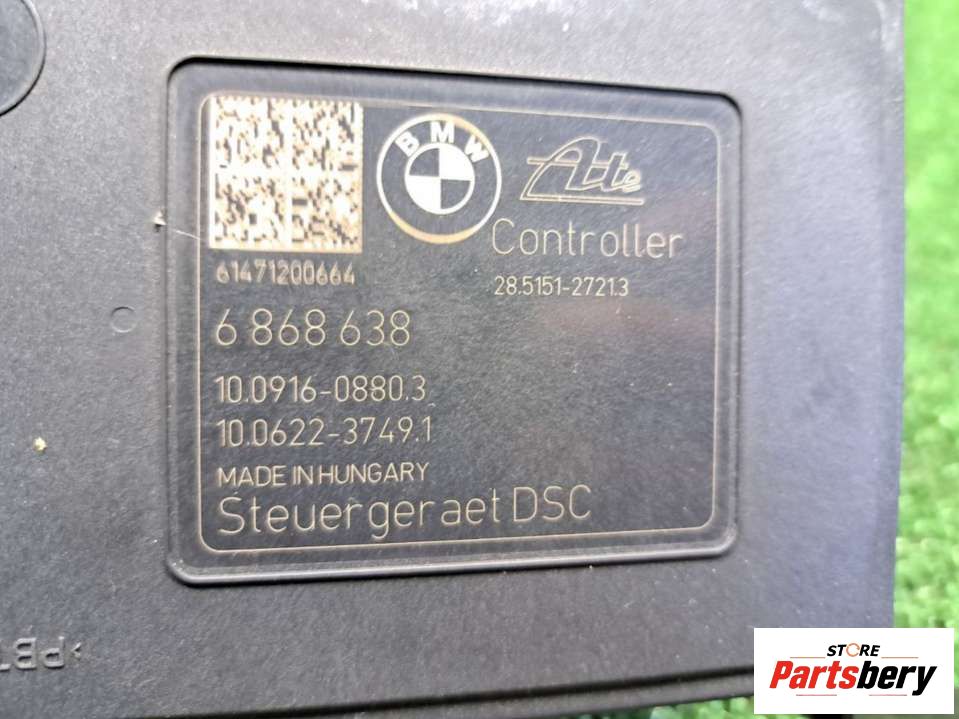 BMW
Ate
Controller
61471200664
28.5151-2721.3
6 868 638
10.0916-0880.3
10.0622-3749.1
MADE IN HUNGARY
Steuergeraet DSC
STORE
Partsbery